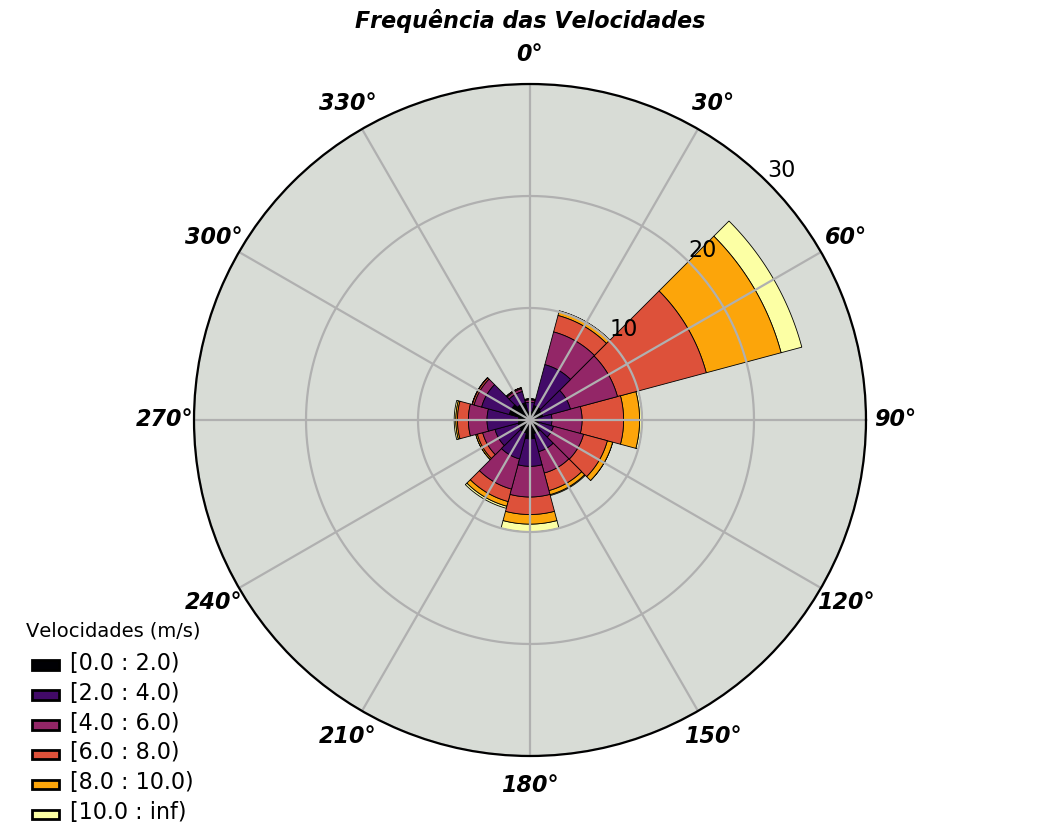 Frequência das Velocidades
0°
330°
30°
30
300°
60°
20
10
270°
90°
240°
120°
210°
150°
180°
Velocidades (m/s)
[0.0 : 2.0)
[2.0 : 4.0)
[4.0 : 6.0)
[6.0 : 8.0)
[8.0 : 10.0)
[10.0 : inf)